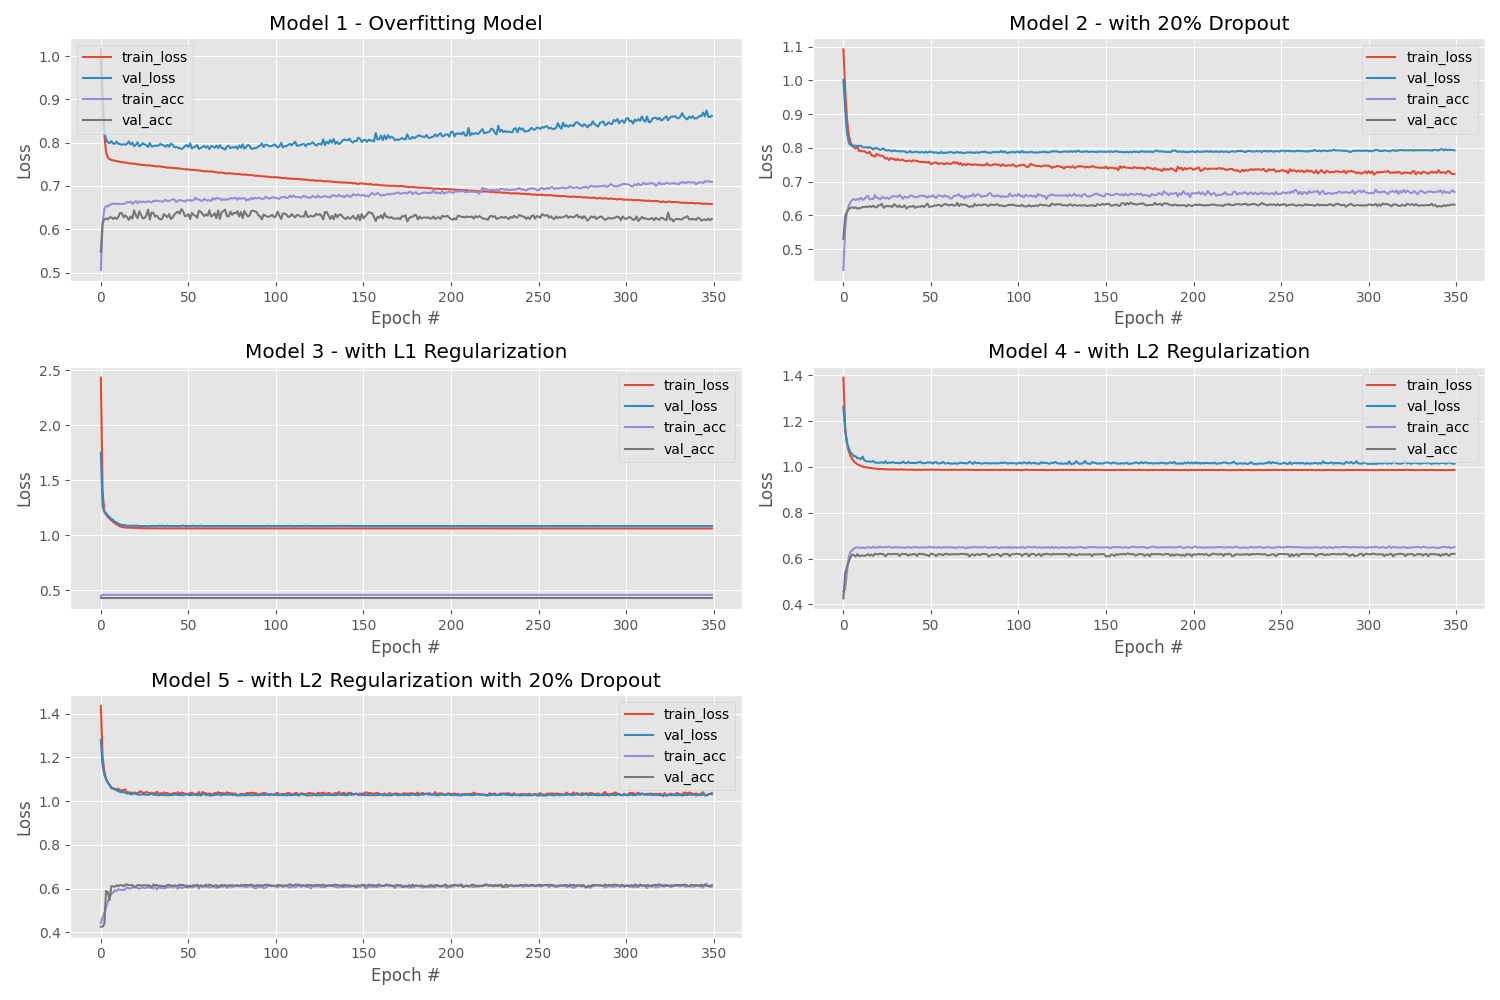 Model 1 - Overfitting Model
1.0
0.9
0.8
0.7
0.6
0.5
Loss
train_loss
val_loss
train_acc
val_acc
0 50 100 150 200 250 300 350
Epoch #
Model 2 - with 20% Dropout
1.1
1.0
0.9
0.8
0.7
0.6
0.5
Loss
train_loss
val_loss
train_acc
val_acc
0 50 100 150 200 250 300 350
Epoch #
Model 3 - with L1 Regularization
2.5
2.0
1.5
1.0
0.5
Loss
train_loss
val_loss
train_acc
val_acc
0 50 100 150 200 250 300 350
Epoch #
Model 4 - with L2 Regularization
1.4
1.2
1.0
0.8
0.6
0.4
Loss
train_loss
val_loss
train_acc
val_acc
0 50 100 150 200 250 300 350
Epoch #
Model 5 - with L2 Regularization with 20% Dropout
1.4
1.2
1.0
0.8
0.6
0.4
Loss
train_loss
val_loss
train_acc
val_acc
0 50 100 150 200 250 300 350
Epoch #